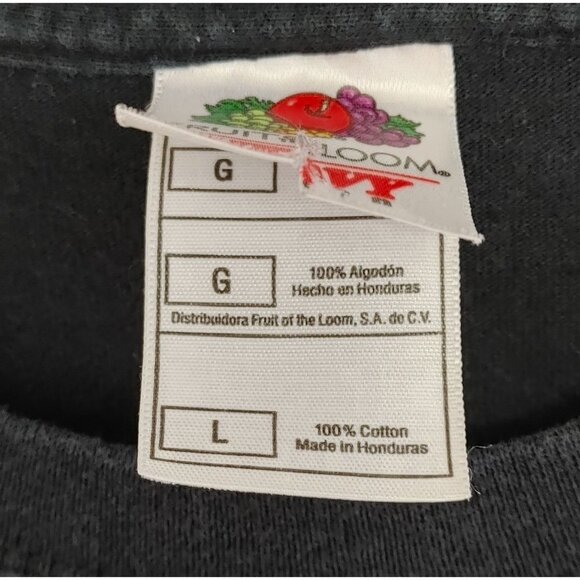 LOOM®
G
G
100% Algodón
Hecho en Honduras
Distribuidora Fruit of the Loom, S.A. de C.V.
L
100% Cotton
Made in Honduras